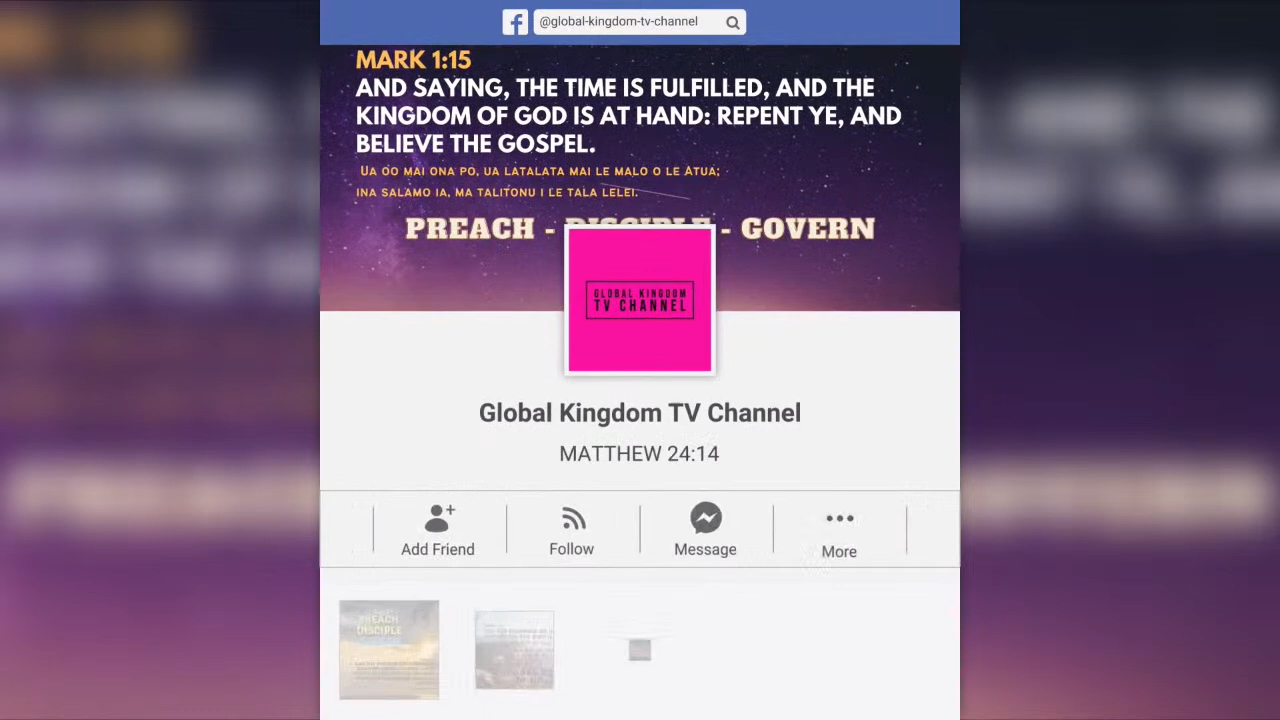 @global-kingdom-tv-channel
MARK 1:15
AND SAYING, THE TIME IS FULFILLED, AND THE
KINGDOM OF GOD IS AT HAND: REPENT YE, AND
BELIEVE THE GOSPEL.
UA OO MAI ONA PO, UA LATALATA MAI LE MALO O LE ATUA;
INA SALAMO IA, MA TALITONU I LE TALA LELEI.
PREACH - DISCIPLE - GOVERN
GLOBAL KINGDOM
TV CHANNEL
Global Kingdom TV Channel
MATTHEW 24:14
Add Friend
Follow
Message
More
PREACH
DISCIPLE